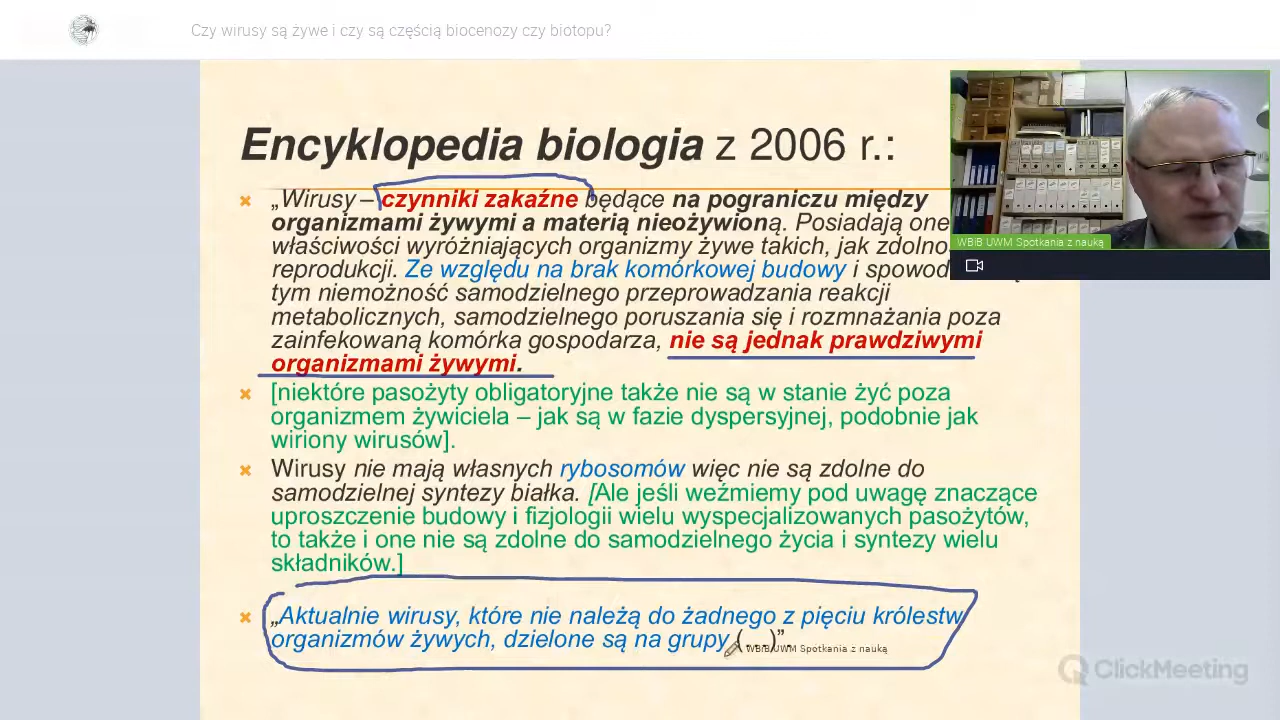 Czy wirusy są żywe i czy są częścią biocenozy czy biotopu?
Encyklopedia biologia z 2006 r.:
„Wirusy – czynniki zakaźne będące na pograniczu między
organizmami żywymi a materią nieożywioną. Posiadają one
właściwości wyróżniających organizmy żywe takich, jak
reprodukcji. Ze względu na brak komórkowej budowy i
tym niemożność samodzielnego przeprowadzania reakcji
metabolicznych, samodzielnego poruszania się i rozmnażania poza
zainfekowaną komórka gospodarza, nie są jednak prawdziwymi
organizmami żywymi.
[niektóre pasożyty obligatoryjne także nie są w stanie żyć poza
organizmem żywiciela – jak są w fazie dyspersyjnej, podobnie jak
wiriony wirusów].
Wirusy nie mają własnych rybosomów więc nie są zdolne do
samodzielnej syntezy białka. [Ale jeśli weźmiemy pod uwagę znaczące
uproszczenie budowy i fizjologii wielu wyspecjalizowanych pasożytów,
to także i one nie są zdolne do samodzielnego życia i syntezy wielu
składników.]
„Aktualnie wirusy, które nie należą do żadnego z pięciu królestw
organizmów żywych, dzielone są na grupy (…)”.
WBiB UWM Spotkania z nauką
WBiB UWM Spotkania z nauką
ClickMeeting